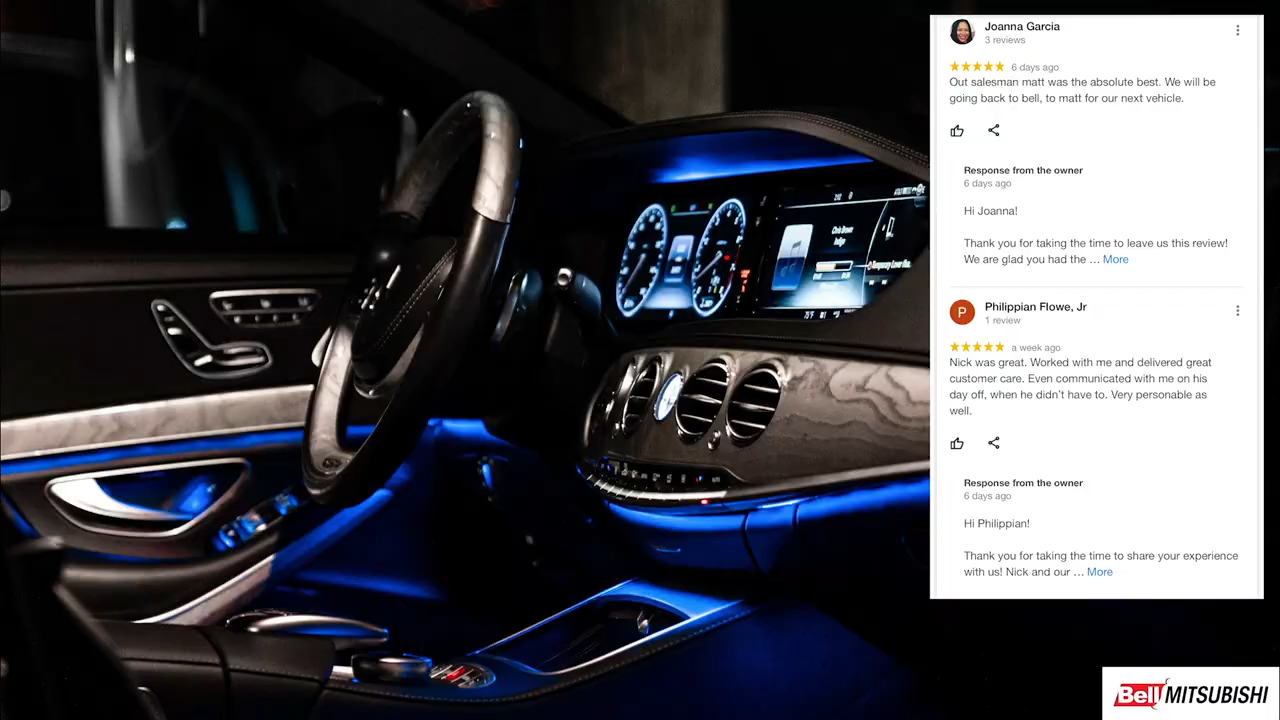 Joanna Garcia
3 reviews
6 days ago
Out salesman matt was the absolute best. We will be
going back to bell, to matt for our next vehicle.
Response from the owner
6 days ago
Hi Joanna!
Thank you for taking the time to leave us this review!
We are glad you had the … More
P
Philippian Flowe, Jr
1 review
a week ago
Nick was great. Worked with me and delivered great
customer care. Even communicated with me on his
day off, when he didn't have to. Very personable as
well.
Response from the owner
6 days ago
Hi Philippian!
Thank you for taking the time to share your experience
with us! Nick and our … More
Chris Brown
Indigo
Bell MITSUBISHI